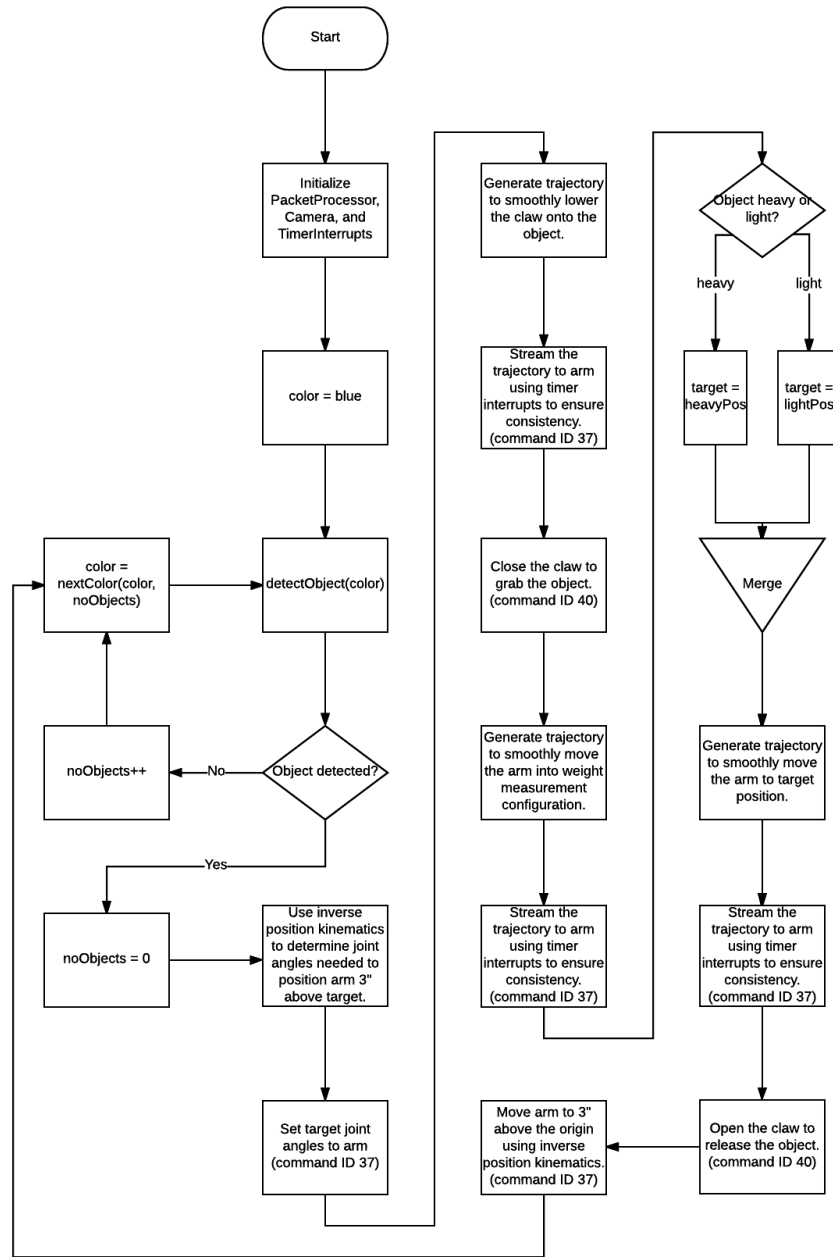 Start
Initialize
PacketProcessor,
Camera, and
TimerInterrupts
color = blue
color =
nextColor(color,
noObjects)
detectObject(color)
Object detected?
No
noObjects++
Yes
noObjects = 0
Use inverse
position kinematics
to determine joint
angles needed to
position arm 3"
above target.
Set target joint
angles to arm
(command ID 37)
Generate trajectory
to smoothly lower
the claw onto the
object.
Stream the
trajectory to arm
using timer
interrupts to ensure
consistency.
(command ID 37)
Close the claw to
grab the object.
(command ID 40)
Generate trajectory
to smoothly move
the arm into weight
measurement
configuration.
Stream the
trajectory to arm
using timer
interrupts to ensure
consistency.
(command ID 37)
Object heavy or
light?
heavy
light
target =
heavyPos
target =
lightPos
Merge
Generate trajectory
to smoothly move
the arm to target
position.
Stream the
trajectory to arm
using timer
interrupts to ensure
consistency.
(command ID 37)
Open the claw to
release the object.
(command ID 40)
Move arm to 3"
above the origin
using inverse
position kinematics.
(command ID 37)